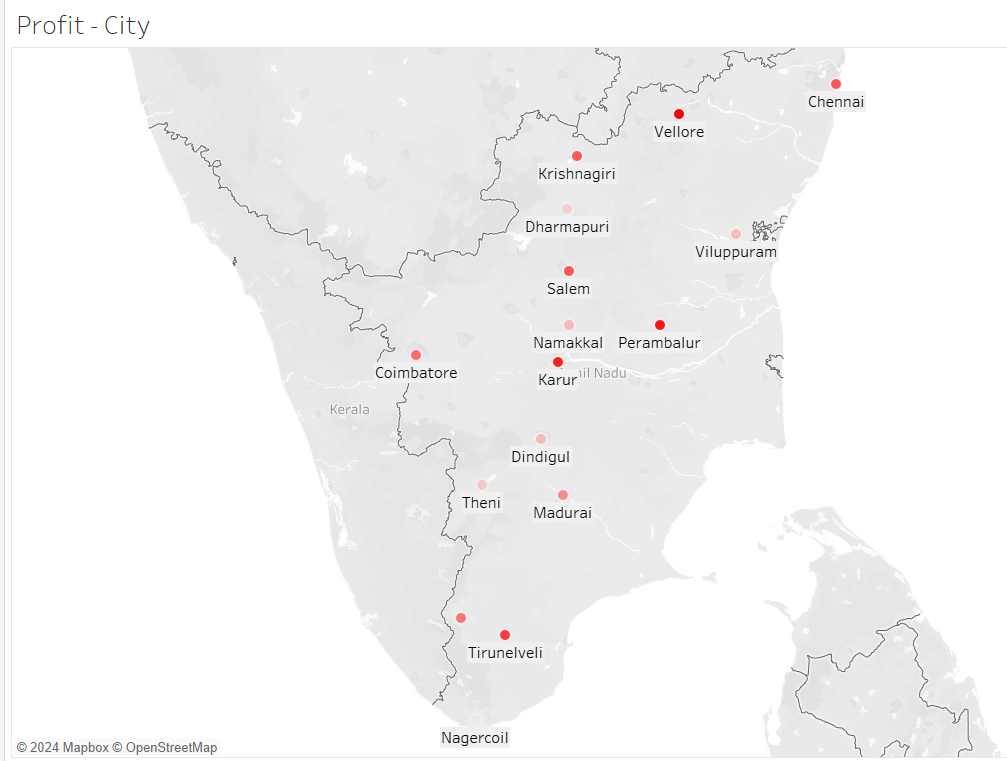 Profit - City
Chennai
Vellore
Krishnagiri
Dharmapuri
Viluppuram
Salem
Namakkal
Perambalur
Coimbatore
Karur
nil Nadu
Kerala
Dindigul
Theni
Madurai
Tirunelveli
Nagercoil
© 2024 Mapbox © OpenStreetMap